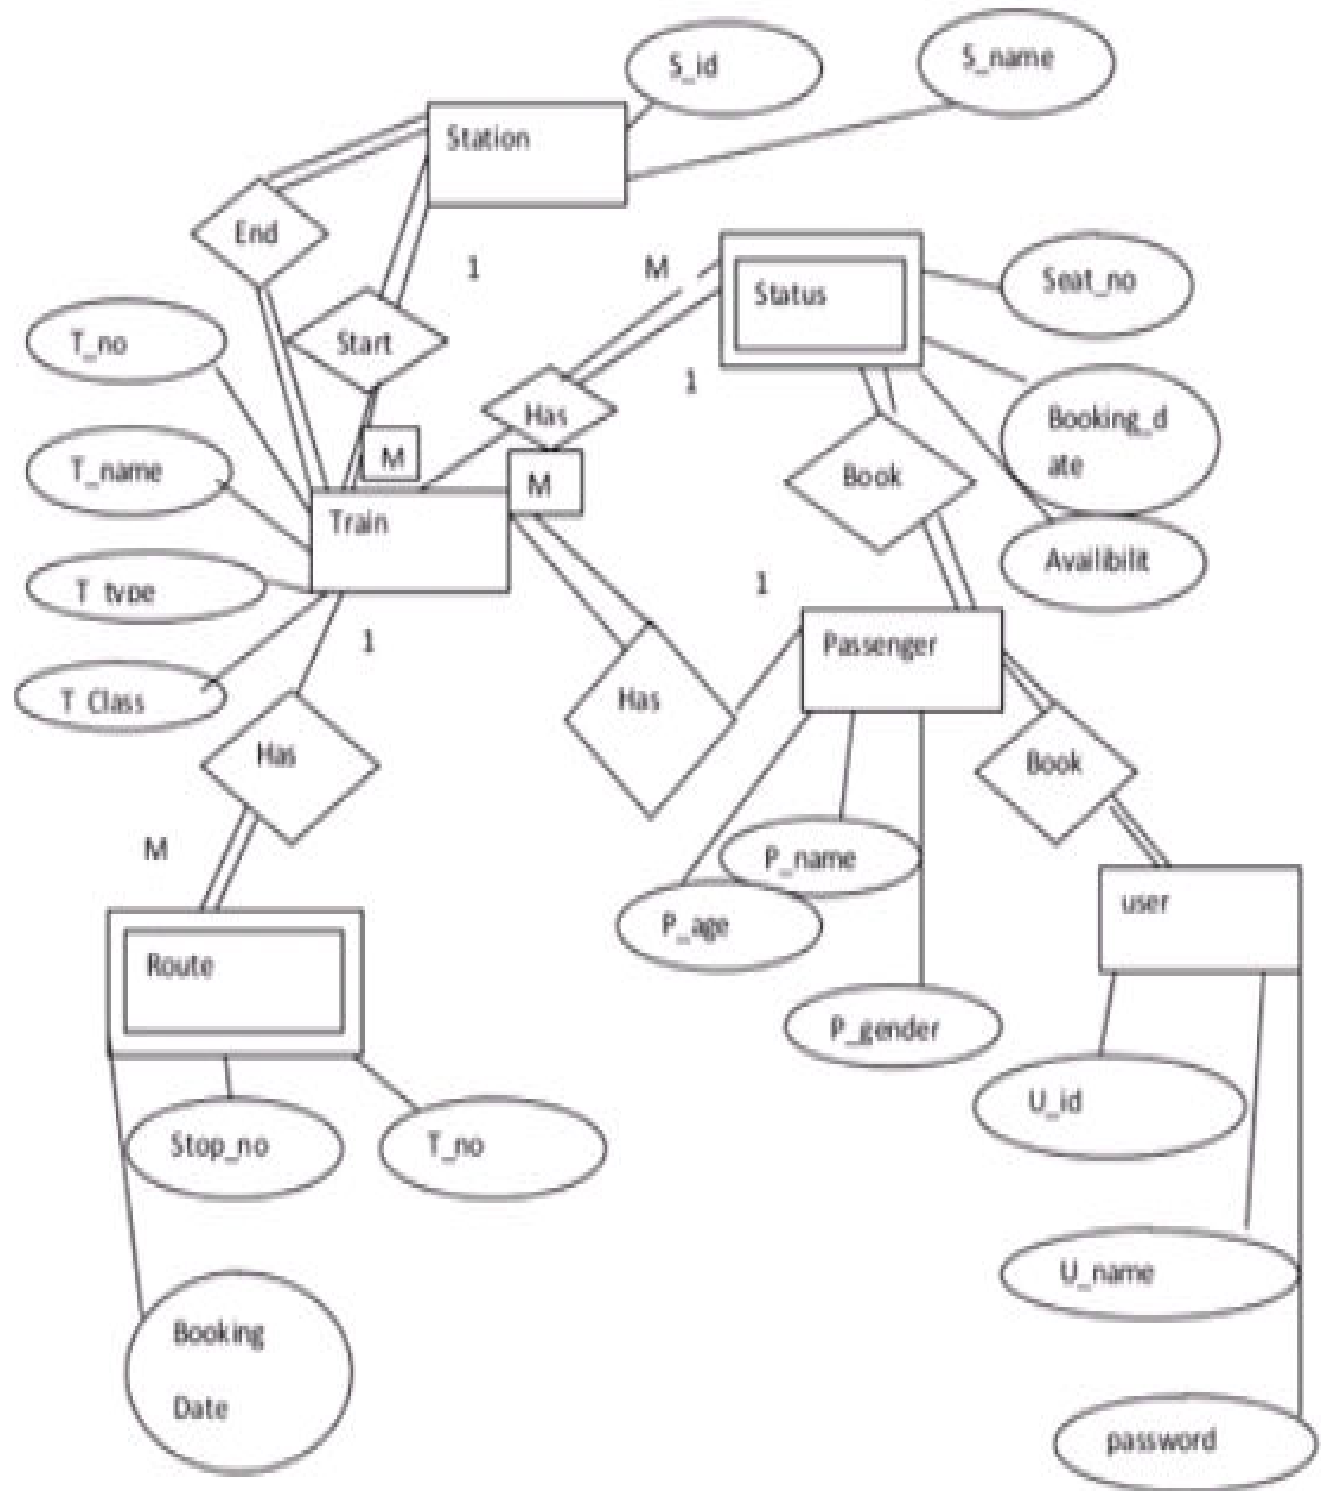 S_id
S_name
Station
End
1
M
Status
Seat_no
T_no
Start
1
Has
Booking_d
ate
M
T_name
M
Book
Train
Availibilit
T_type
1
1
Passenger
T_Class
Has
Has
Book
M
P_name
user
P_age
Route
P_gender
U_id
Stop_no
T_no
U_name
Booking
Date
password